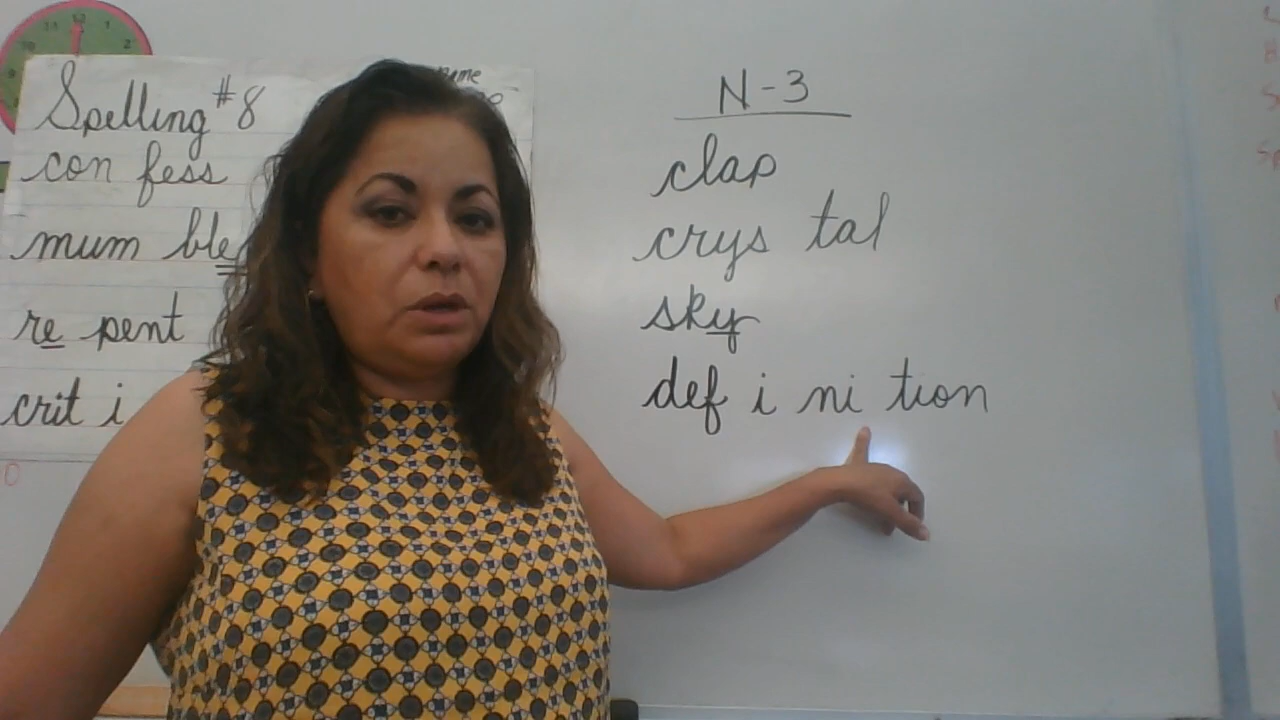 Spelling #8
con fess
mum ble
re pent
crit i
N-3
clap
crys tal
sky
def i ni tion